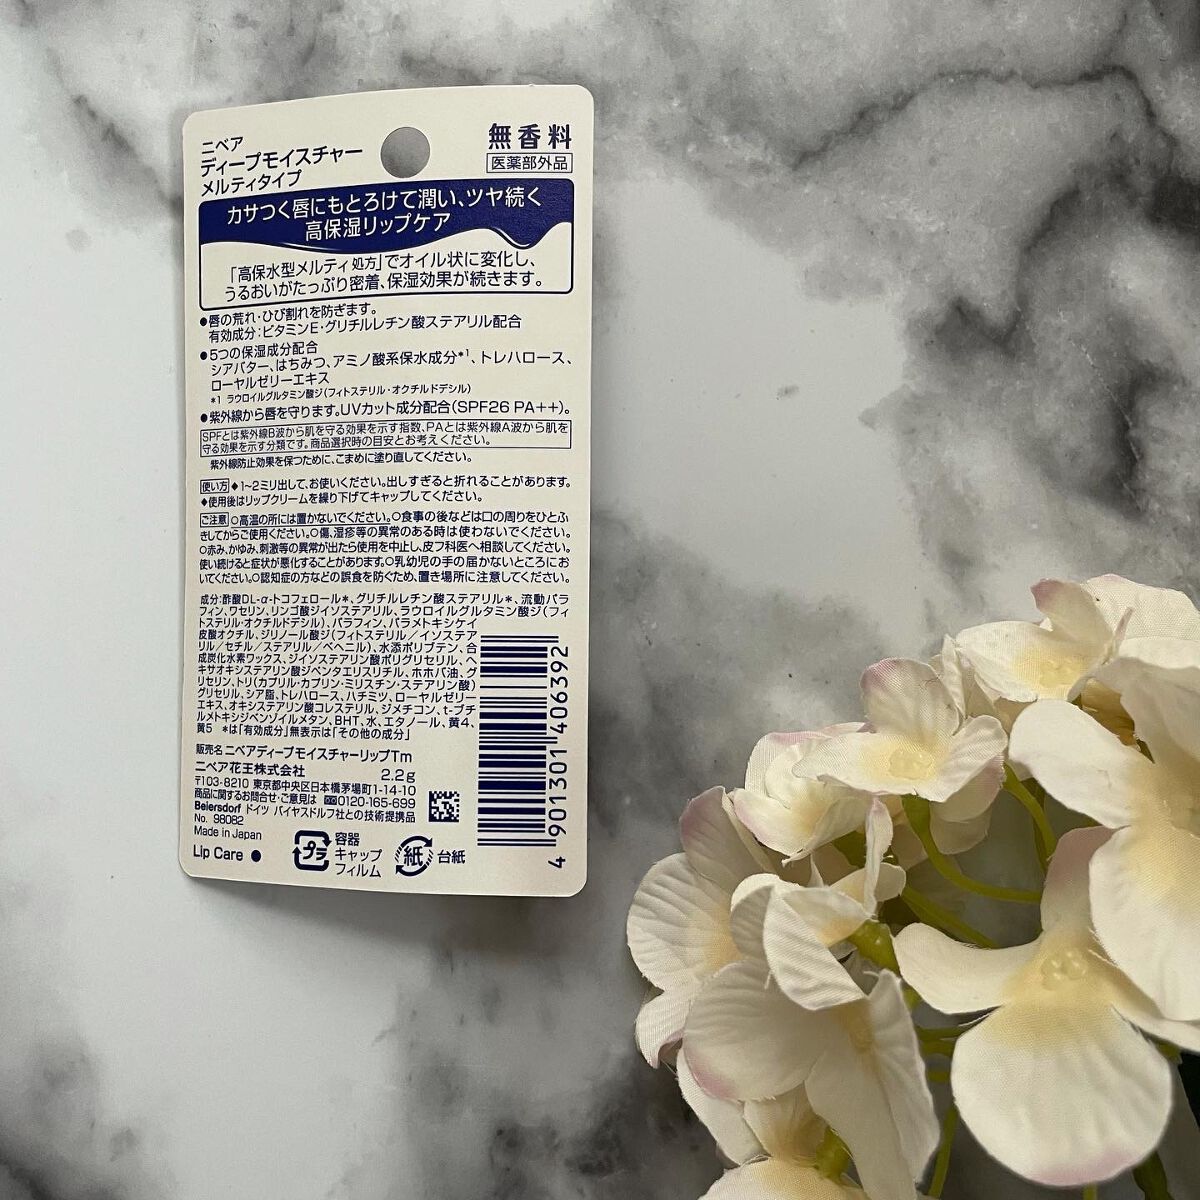 ニベア
ディープモイスチャー
メルティタイプ
無香料
医薬部外品
カサつく唇にもとろけて潤い、ツヤ続く
高保湿リップケア
「高保水型メルティ処方」でオイル状に変化し、
うるおいがたっぷり密着、保湿効果が続きます。
●唇の荒れ・ひび割れを防ぎます。
有効成分:ビタミンE・グリチルレチン酸ステアリル配合
●5つの保湿成分配合
シアバター、はちみつ、アミノ酸系保水成分*1、トレハロース、
ローヤルゼリーエキス
*1 ラウロイルグルタミン酸ジ(フィトステリル・オクチルドデシル)
●紫外線から唇を守ります。UVカット成分配合(SPF26 PA++)。
SPFとは紫外線B波から肌を守る効果を示す指数、PAとは紫外線A波から肌を
守る効果を示す分類です。商品選択時の目安とお考えください。
紫外線防止効果を保つために、こまめに塗り直してください。
使い方 ◆1~2ミリ出して、お使いください。出しすぎると折れることがあります。
◆使用後はリップクリームを繰り下げてキャップしてください。
ご注意 ○高温の所には置かないでください。○食事の後などは口の周りをひとふ
きしてからご使用ください。○傷、湿疹等の異常のある時は使わないでください。
○赤み、かゆみ、刺激等の異常が出たら使用を中止し、皮フ科医へ相談してください。
使い続けると症状が悪化することがあります。○乳幼児の手の届かないところにお
いてください。○認知症の方などの誤食を防ぐため、置き場所に注意してください。
成分:酢酸DL-α-トコフェロール*、グリチルレチン酸ステアリル*、流動パラ
フィン、ワセリン、リンゴ酸ジイソステアリル、ラウロイルグルタミン酸ジ(フィ
トステリル・オクチルドデシル)、パラフィン、パラメトキシケイ
皮酸オクチル、ジリノール酸ジ(フィトステリル/イソステア
リル/セチル/ステアリル/ベヘニル)、水添ポリブテン、合
成炭化水素ワックス、ジイソステアリン酸ポリグリセリル、ヘ
キサオキシステアリン酸ジペンタエリスリチル、ホホバ油、グ
リセリン、トリ(カプリル・カプリン・ミリスチン・ステアリン酸)
グリセリル、シア脂、トレハロース、ハチミツ、ローヤルゼリー
エキス、オキシステアリン酸コレステリル、ジメチコン、t-ブチ
ルメトキシジベンゾイルメタン、BHT、水、エタノール、黄4、
黄5 *は「有効成分」無表示は「その他の成分」
販売名 ニベアディープモイスチャーリップTm
ニベア花王株式会社 2.2g
〒103-8210 東京都中央区日本橋茅場町1-14-10
商品に関するお問合せ・ご意見は 0120-165-699
Beiersdorf ドイツ バイヤスドルフ社との技術提携品
No. 98082
Made in Japan
Lip Care ●
プラ
容器
キャップ
フィルム
紙
台紙
4 901301 406392